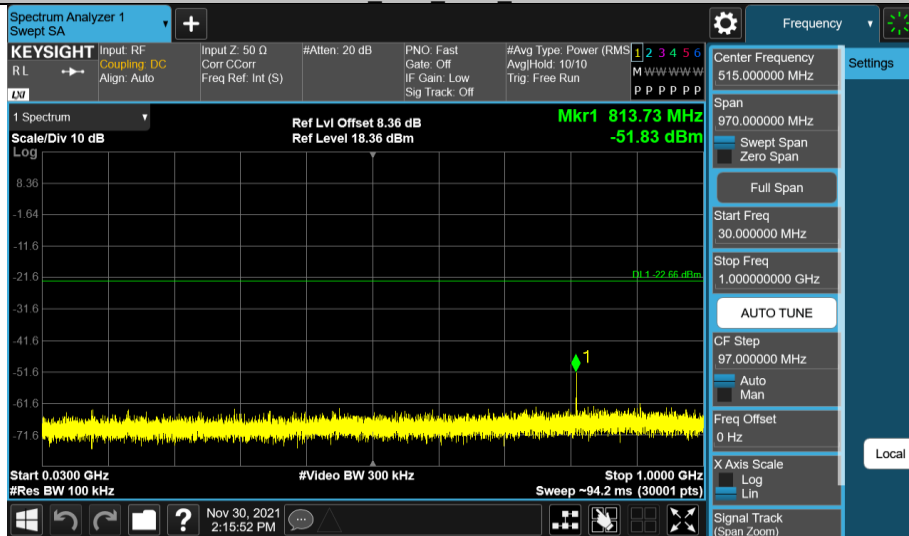 Spectrum Analyzer 1
Swept SA
Frequency
KEYSIGHT
R L
LXI
Input: RF
Coupling: DC
Align: Auto
Input Z: 50 Ω
Corr CCorr
Freq Ref: Int (S)
#Atten: 20 dB
PNO: Fast
Gate: Off
IF Gain: Low
Sig Track: Off
#Avg Type: Power (RMS
Avg|Hold: 10/10
Trig: Free Run
1 2 3 4 5 6
M W W W W W
P P P P P P
Settings
Center Frequency
515.000000 MHz
Span
970.000000 MHz
Swept Span
Zero Span
Full Span
Start Freq
30.000000 MHz
Stop Freq
1.000000000 GHz
AUTO TUNE
CF Step
97.000000 MHz
Auto
Man
Freq Offset
0 Hz
X Axis Scale
Log
Lin
Signal Track
(Span Zoom)
Local
1 Spectrum
Scale/Div 10 dB
Log
Ref Lvl Offset 8.36 dB
Ref Level 18.36 dBm
Mkr1 813.73 MHz
-51.83 dBm
8.36
-1.64
-11.6
-21.6
-31.6
-41.6
-51.6
-61.6
-71.6
DL1 -22.66 dBm
1
Start 0.0300 GHz
#Res BW 100 kHz
#Video BW 300 kHz
Stop 1.0000 GHz
Sweep ~94.2 ms (30001 pts)
?
Nov 30, 2021
2:15:52 PM